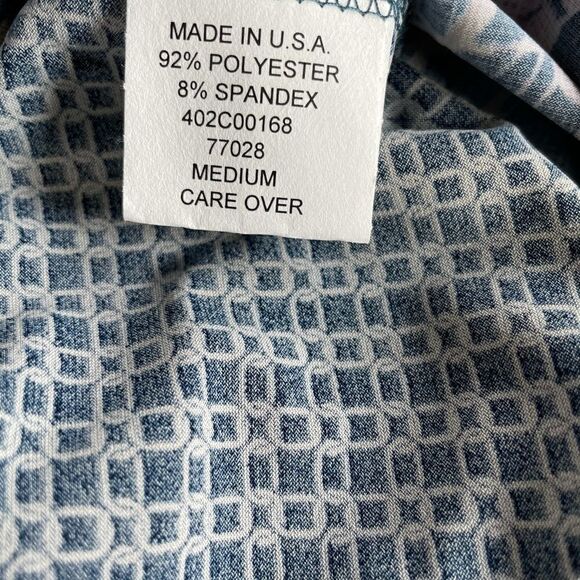 MADE IN U.S.A.
92% POLYESTER
8% SPANDEX
402C00168
77028
MEDIUM
CARE OVER